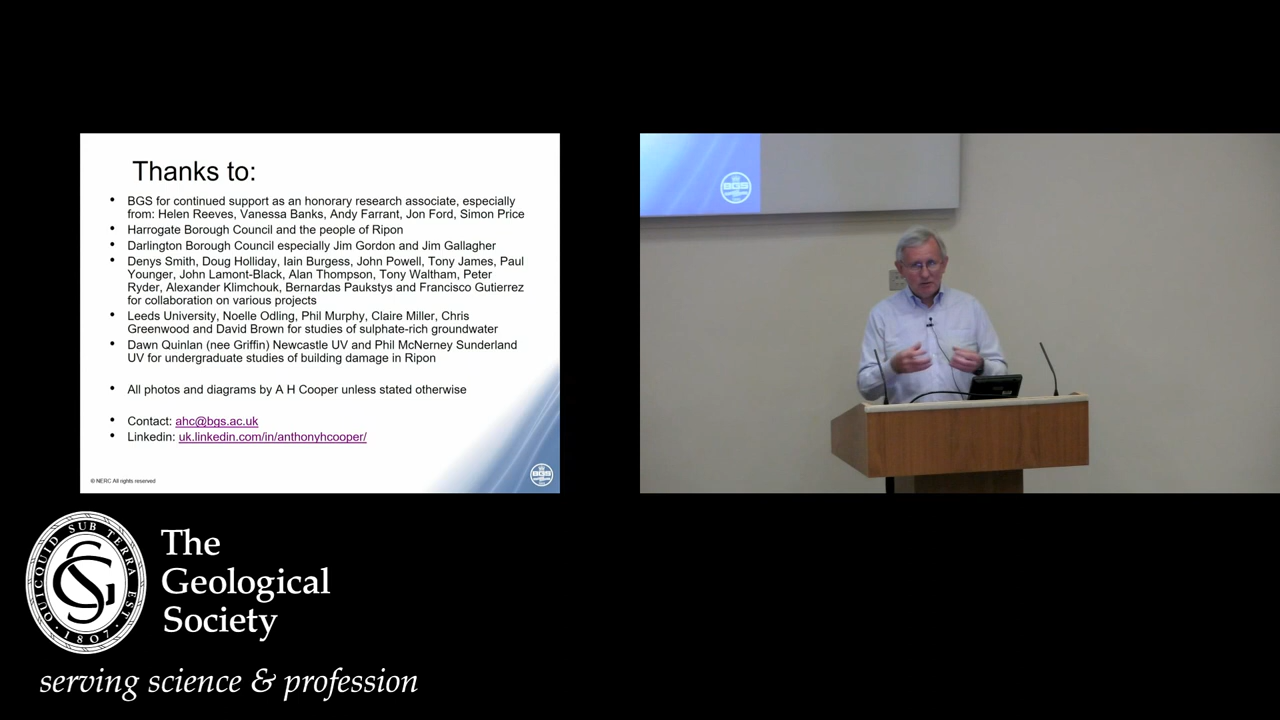 Thanks to:
• BGS for continued support as an honorary research associate, especially
from: Helen Reeves, Vanessa Banks, Andy Farrant, Jon Ford, Simon Price
• Harrogate Borough Council and the people of Ripon
• Darlington Borough Council especially Jim Gordon and Jim Gallagher
• Denys Smith, Doug Holliday, Iain Burgess, John Powell, Tony James, Paul
Younger, John Lamont-Black, Alan Thompson, Tony Waltham, Peter
Ryder, Alexander Klimchouk, Bernardas Paukstys and Francisco Gutierrez
for collaboration on various projects
• Leeds University, Noelle Odling, Phil Murphy, Claire Miller, Chris
Greenwood and David Brown for studies of sulphate-rich groundwater
• Dawn Quinlan (nee Griffin) Newcastle UV and Phil McNerney Sunderland
UV for undergraduate studies of building damage in Ripon
• All photos and diagrams by A H Cooper unless stated otherwise
• Contact: ahc@bgs.ac.uk
• Linkedin: uk.linkedin.com/in/anthonyhcooper/
© NERC All rights reserved
BGS
BGS
QUICQUID SUB TERRA EST
· 1807 ·
GS
The
Geological
Society
serving science & profession